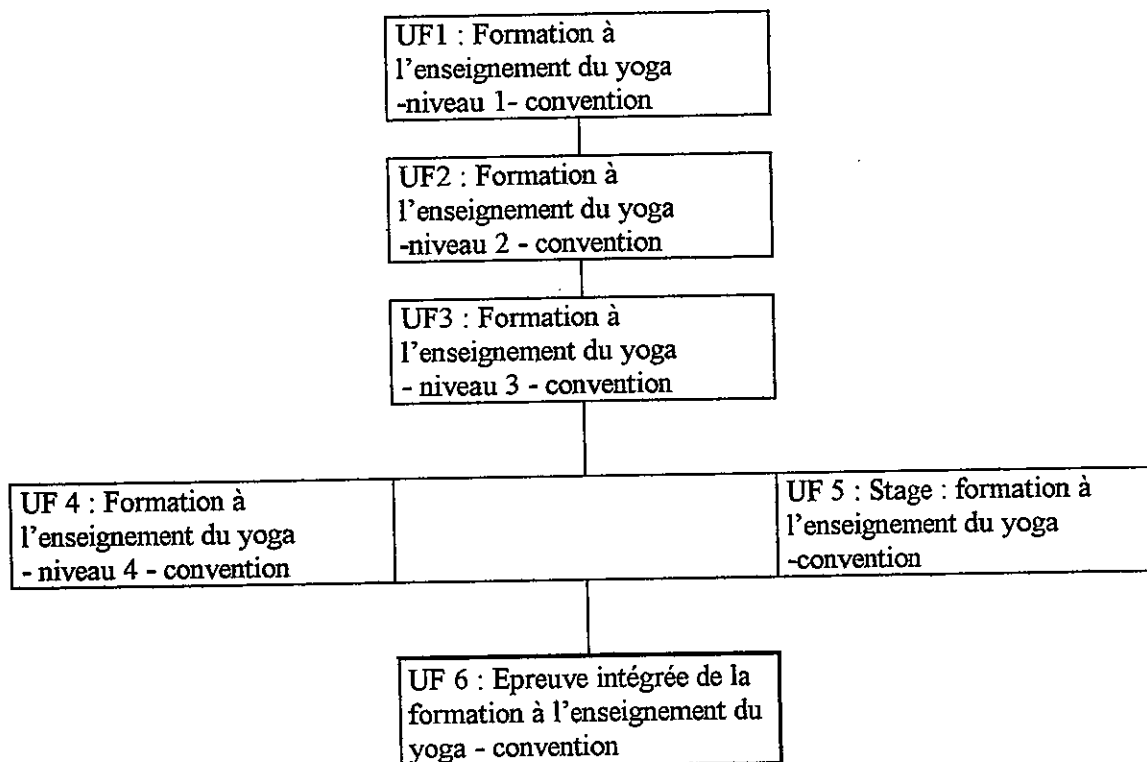 UF1 : Formation à
l'enseignement du yoga
-niveau 1- convention
UF2 : Formation à
l'enseignement du yoga
-niveau 2 - convention
UF3 : Formation à
l'enseignement du yoga
- niveau 3 - convention
UF 4 : Formation à
l'enseignement du yoga
- niveau 4 - convention
UF 5 : Stage : formation à
l'enseignement du yoga
-convention
UF 6 : Epreuve intégrée de la
formation à l'enseignement du
yoga - convention